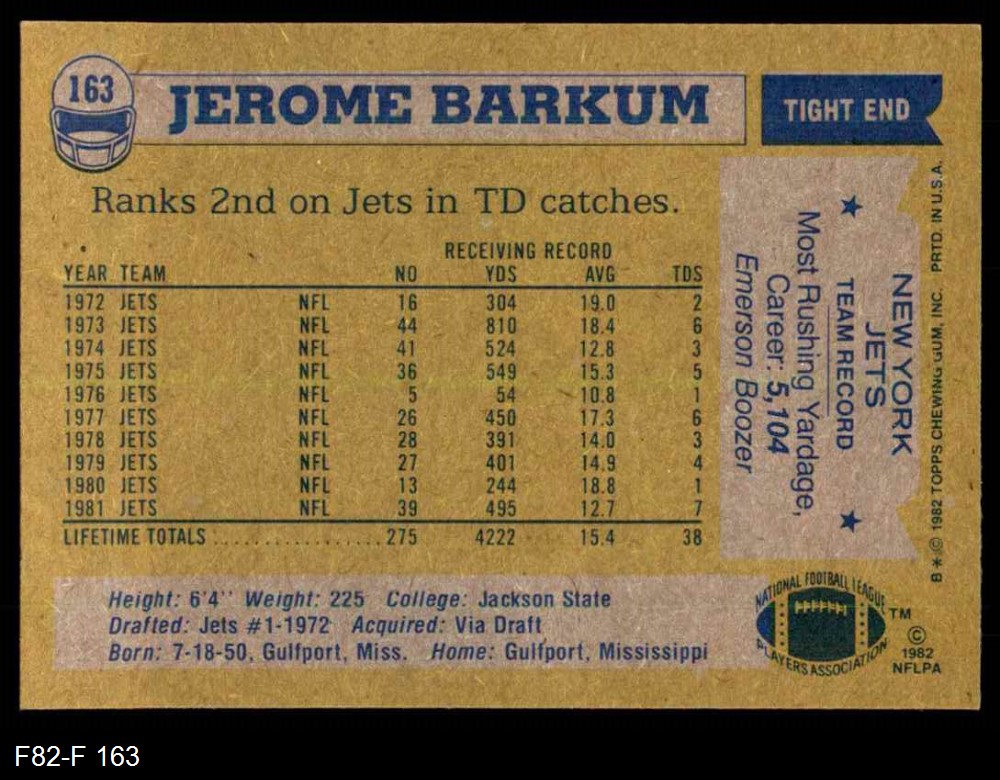 163
JEROME BARKUM
TIGHT END
Ranks 2nd on Jets in TD catches.
RECEIVING RECORD
YEAR TEAM NO YDS AVG TDS
1972 JETS NFL 16 304 19.0 2
1973 JETS NFL 44 810 18.4 6
1974 JETS NFL 41 524 12.8 3
1975 JETS NFL 36 549 15.3 5
1976 JETS NFL 5 54 10.8 1
1977 JETS NFL 26 450 17.3 6
1978 JETS NFL 28 391 14.0 3
1979 JETS NFL 27 401 14.9 4
1980 JETS NFL 13 244 18.8 1
1981 JETS NFL 39 495 12.7 7
LIFETIME TOTALS ................. 275 4222 15.4 38
NEW YORK
JETS
★ TEAM RECORD ★
Most Rushing Yardage,
Career: 5,104
Emerson Boozer
B*© 1982 TOPPS CHEWING GUM, INC. PRTD. IN U.S.A.
Height: 6'4" Weight: 225 College: Jackson State
Drafted: Jets #1-1972 Acquired: Via Draft
Born: 7-18-50, Gulfport, Miss. Home: Gulfport, Mississippi
NATIONAL FOOTBALL LEAGUE
PLAYERS ASSOCIATION
TM
©
1982
NFLPA
F82-F 163